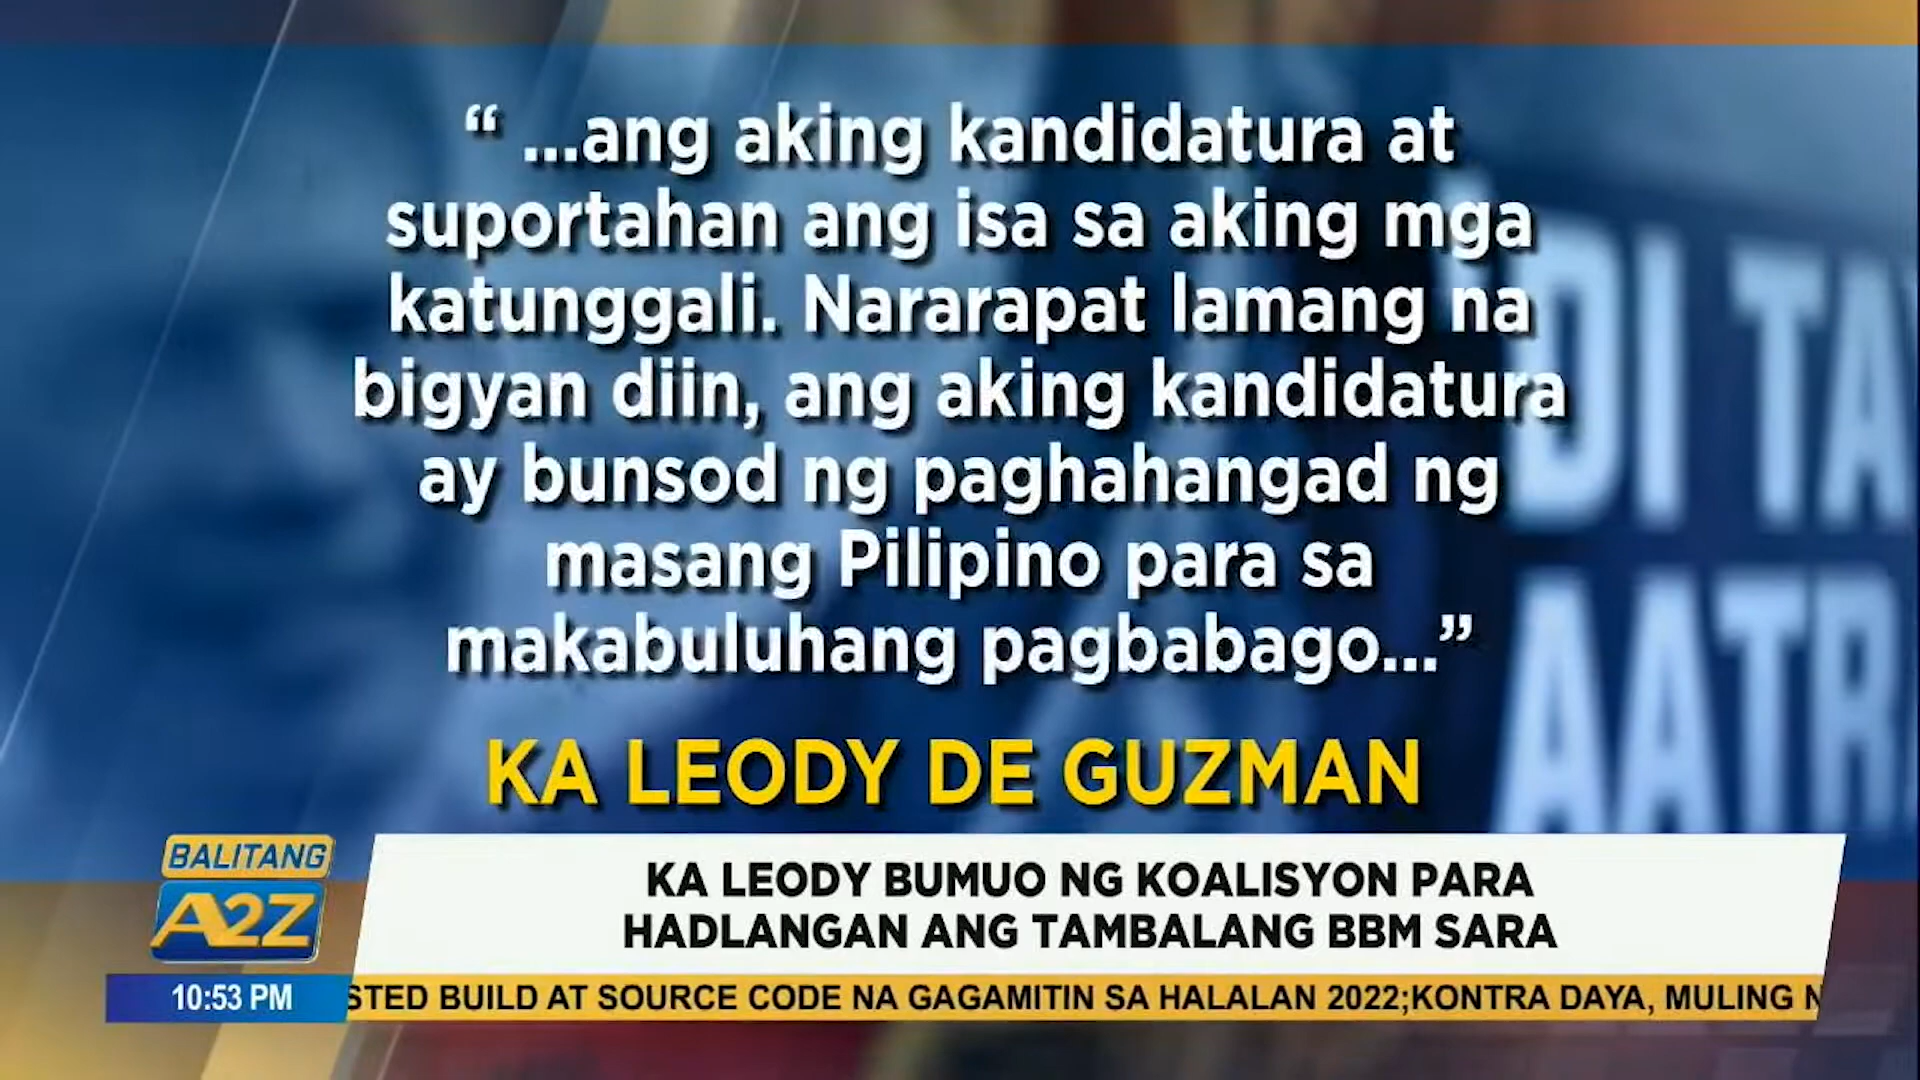 “ ...ang aking kandidatura at
suportahan ang isa sa aking mga
katunggali. Nararapat lamang na
bigyan diin, ang aking kandidatura
ay bunsod ng paghahangad ng
masang Pilipino para sa
makabuluhang pagbabago...”
KA LEODY DE GUZMAN
DI TA
AATR
BALITANG
A2Z
KA LEODY BUMUO NG KOALISYON PARA
HADLANGAN ANG TAMBALANG BBM SARA
10:53 PM
STED BUILD AT SOURCE CODE NA GAGAMITIN SA HALALAN 2022;KONTRA DAYA, MULING N